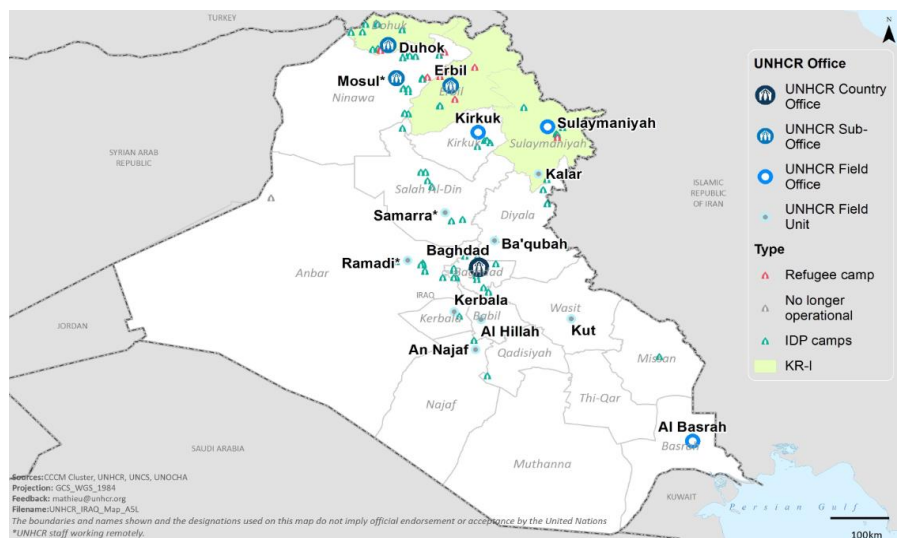 TURKEY
N
Dohuk
Duhok
Mosul*
Ninawa
Erbil
Erbil
Kirkuk
Kirkuk
Sulaymaniyah
Sulaymaniyah
SYRIAN ARAB
REPUBLIC
Kalar
ISLAMIC
REPUBLIC
OF IRAN
Salah Al-Din
Samarra*
Diyala
Ba'qubah
Baghdad
Baghdad
Ramadi*
Anbar
IRAQ
JORDAN
Kerbala
Kerbala
Babil
Wasit
Al Hillah
Kut
An Najaf
Qadisiyah
Missan
Najaf
Thi-Qar
Al Basrah
Basrah
Muthanna
SAUDI ARABIA
KUWAIT
Persian Gulf
100km
UNHCR Office
UNHCR Country
Office
UNHCR Sub-
Office
UNHCR Field
Office
UNHCR Field
Unit
Type
Refugee camp
No longer
operational
IDP camps
KR-I
Sources:CCCM Cluster, UNHCR, UNCS, UNOCHA
Projection: GCS_WGS_1984
Feedback: mathieu@unhcr.org
Filename:UNHCR_IRAQ_Map_ASL
The boundaries and names shown and the designations used on this map do not imply official endorsement or acceptance by the United Nations
*UNHCR staff working remotely.